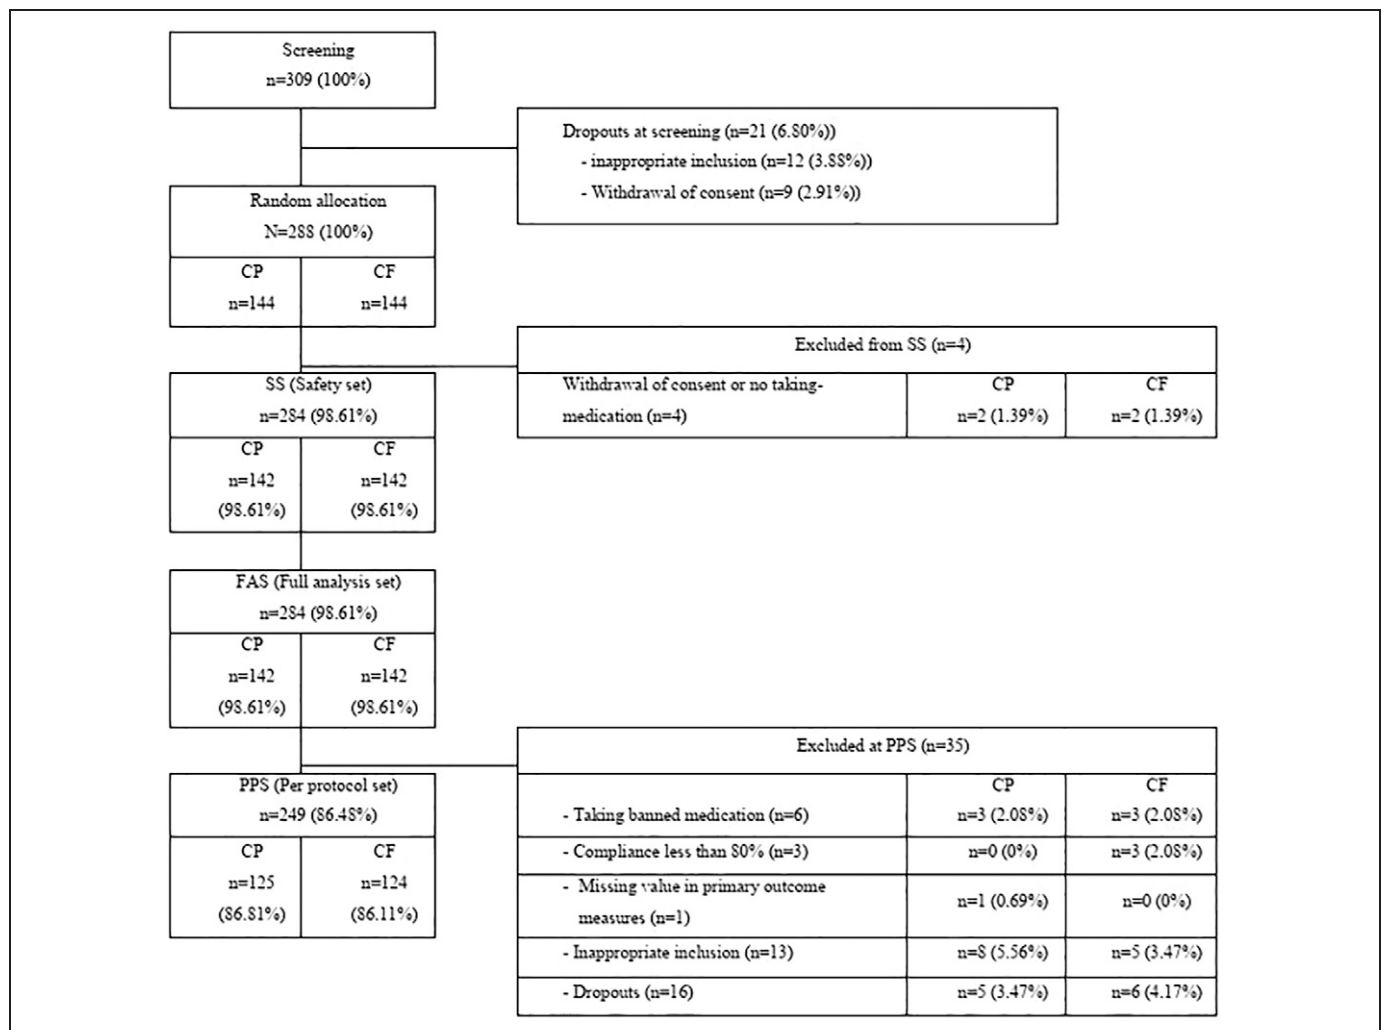 Screening
n=309 (100%)
Dropouts at screening (n=21 (6.80%))
- inappropriate inclusion (n=12 (3.88%))
- Withdrawal of consent (n=9 (2.91%))
Random allocation
N=288 (100%)
CP CF
n=144 n=144
Excluded from SS (n=4)
Withdrawal of consent or no taking-
medication (n=4)
CP CF
n=2 (1.39%) n=2 (1.39%)
SS (Safety set)
n=284 (98.61%)
CP CF
n=142 n=142
(98.61%) (98.61%)
FAS (Full analysis set)
n=284 (98.61%)
CP CF
n=142 n=142
(98.61%) (98.61%)
Excluded at PPS (n=35)
CP CF
- Taking banned medication (n=6) n=3 (2.08%) n=3 (2.08%)
- Compliance less than 80% (n=3) n=0 (0%) n=3 (2.08%)
- Missing value in primary outcome
measures (n=1) n=1 (0.69%) n=0 (0%)
- Inappropriate inclusion (n=13) n=8 (5.56%) n=5 (3.47%)
- Dropouts (n=16) n=5 (3.47%) n=6 (4.17%)
PPS (Per protocol set)
n=249 (86.48%)
CP CF
n=125 n=124
(86.81%) (86.11%)